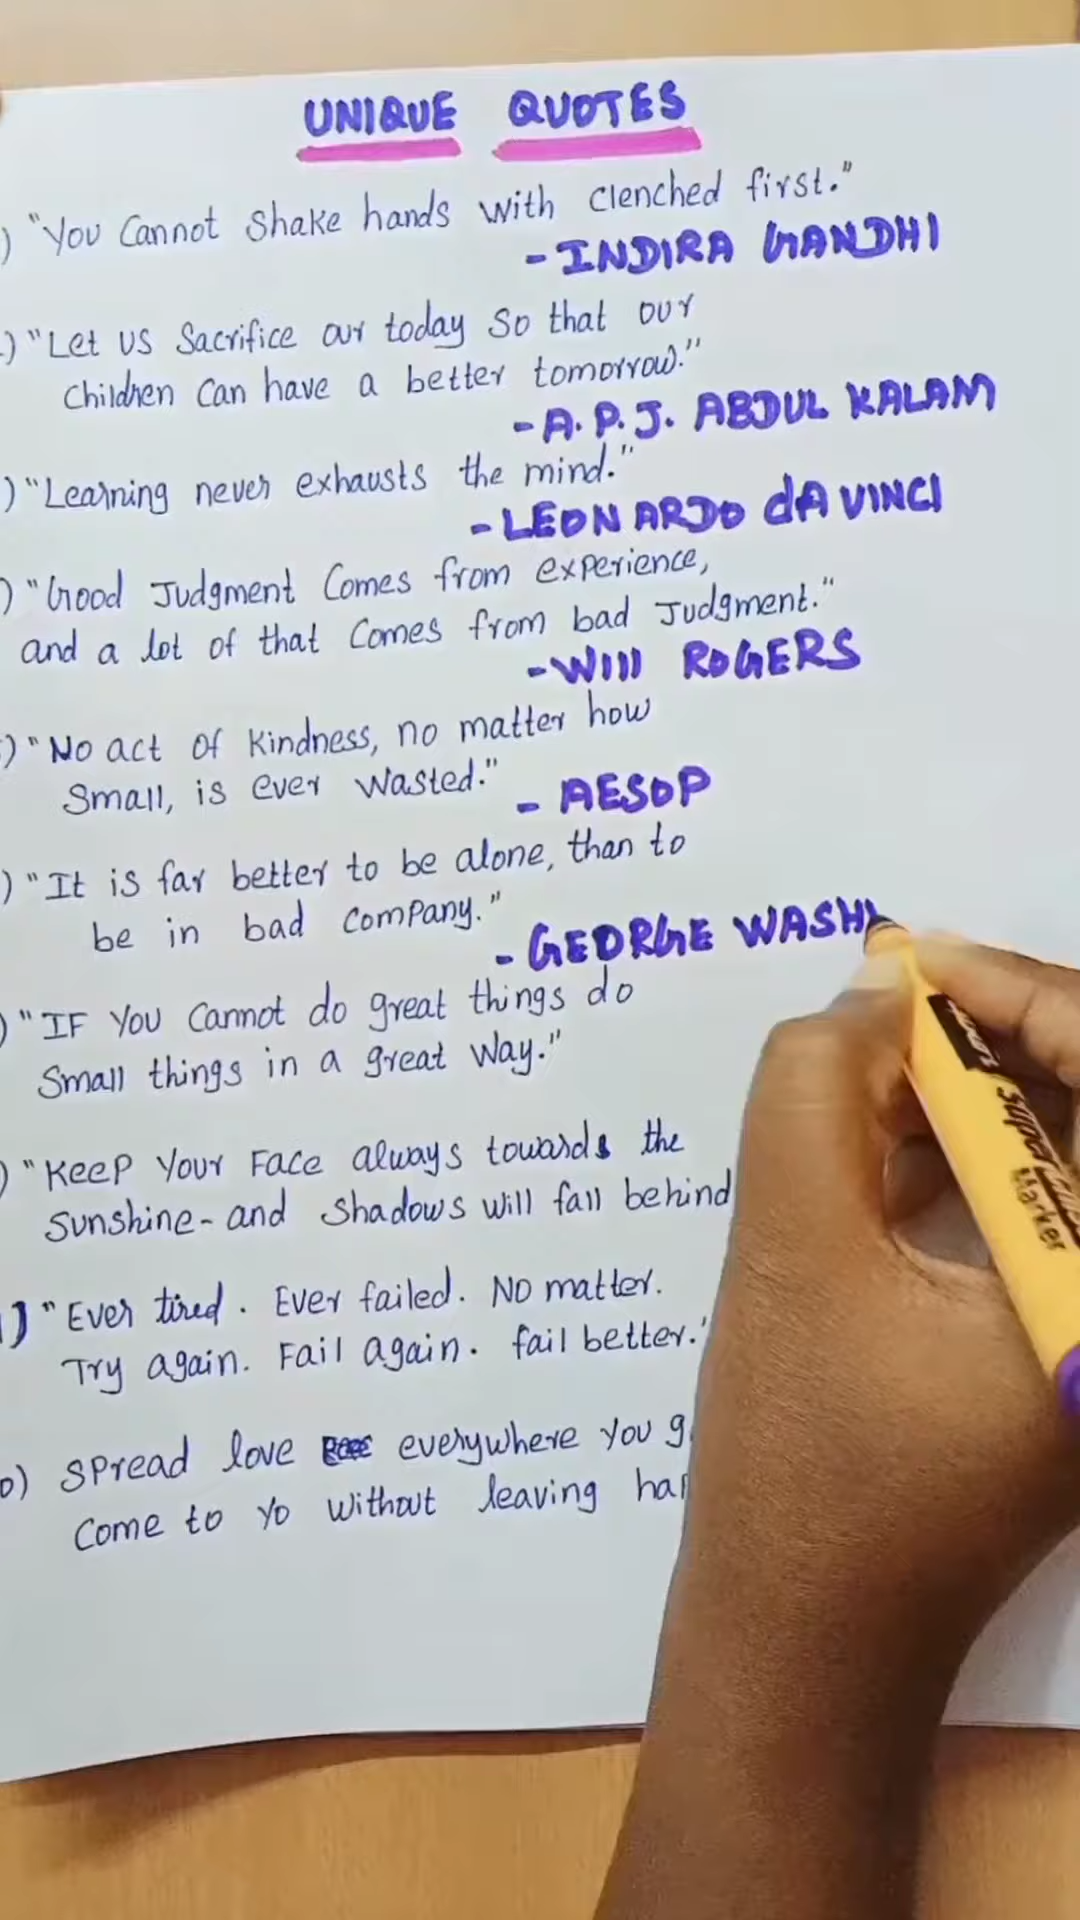 UNIQUE QUOTES
) "You Cannot Shake hands with clenched first."
- INDIRA GANDHI
.) "Let us Sacrifice our today So that our
Children Can have a better tomorrow."
- A. P. J. ABDUL KALAM
) "Learning never exhausts the mind."
- LEONARDO dA VINCI
) "Good Judgment Comes from experience,
and a lot of that Comes from bad Judgment."
- Will ROGERS
) "No act of Kindness, no matter how
Small, is ever Wasted."
- AESOP
) "It is far better to be alone, than to
be in bad Company."
- GEORGE WASH
) "IF You Cannot do great things do
Small things in a great way."
) "Keep Your Face always towards the
Sunshine - and Shadows will fall behind
) "Ever tired. Ever failed. No matter.
Try again. Fail again. fail better."
0) Spread love everywhere you g
Come to yo Without leaving hap
Super
Marker